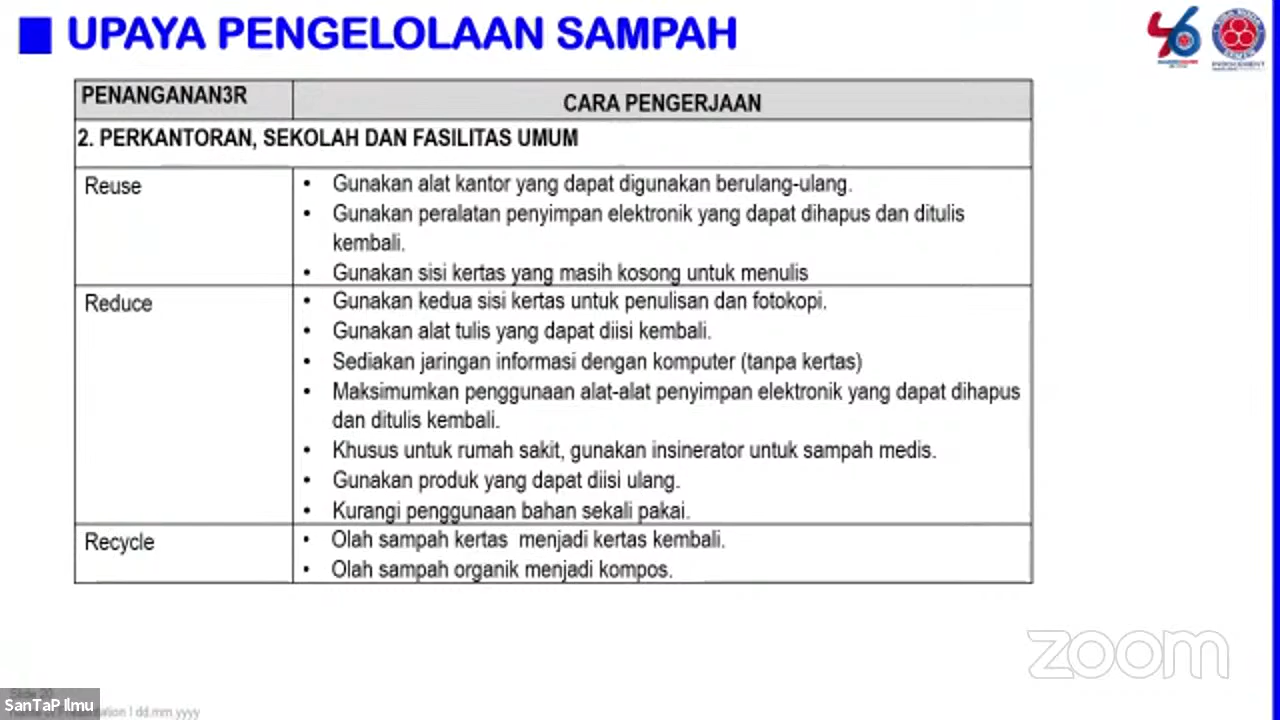 UPAYA PENGELOLAAN SAMPAH
PENANGANAN3R
CARA PENGERJAAN
2. PERKANTORAN, SEKOLAH DAN FASILITAS UMUM
Reuse
• Gunakan alat kantor yang dapat digunakan berulang-ulang.
• Gunakan peralatan penyimpan elektronik yang dapat dihapus dan ditulis
kembali.
• Gunakan sisi kertas yang masih kosong untuk menulis
Reduce
• Gunakan kedua sisi kertas untuk penulisan dan fotokopi.
• Gunakan alat tulis yang dapat diisi kembali.
• Sediakan jaringan informasi dengan komputer (tanpa kertas)
• Maksimumkan penggunaan alat-alat penyimpan elektronik yang dapat dihapus
dan ditulis kembali.
• Khusus untuk rumah sakit, gunakan insinerator untuk sampah medis.
• Gunakan produk yang dapat diisi ulang.
• Kurangi penggunaan bahan sekali pakai.
Recycle
• Olah sampah kertas menjadi kertas kembali.
• Olah sampah organik menjadi kompos.
zoom
SanTaP Ilmu
dd.mm.yyyy